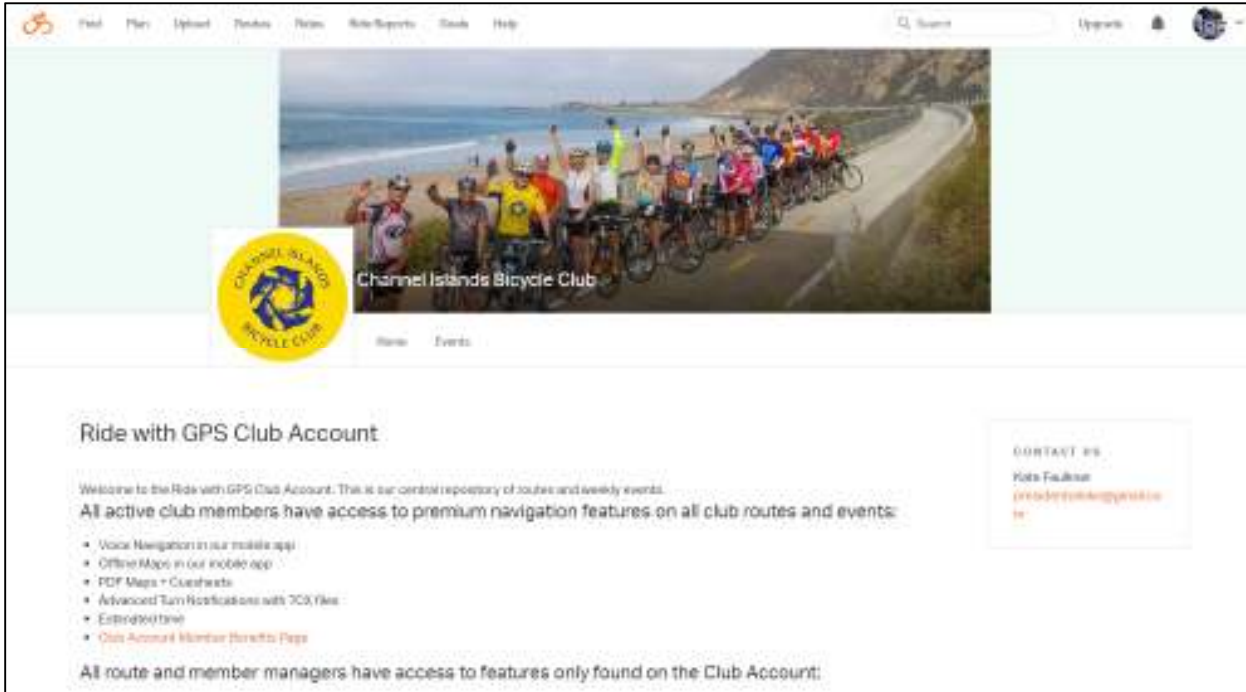 Find Plan Upload Routes Rides Ride Reports Goals Help Search Upgrade
CHANNEL ISLANDS
BICYCLE CLUB
Channel Islands Bicycle Club
Home Events
Ride with GPS Club Account
CONTACT US
Kate Faulkner
Welcome to the Ride with GPS Club Account. This is our central repository of routes and weekly events.
All active club members have access to premium navigation features on all club routes and events:
• Voice Navigation in our mobile app
• Offline Maps in our mobile app
• PDF Maps + Cuesheets
• Advanced Turn Notifications with TCX files
• Estimated time
• Club Account Member Benefits Page
All route and member managers have access to features only found on the Club Account: